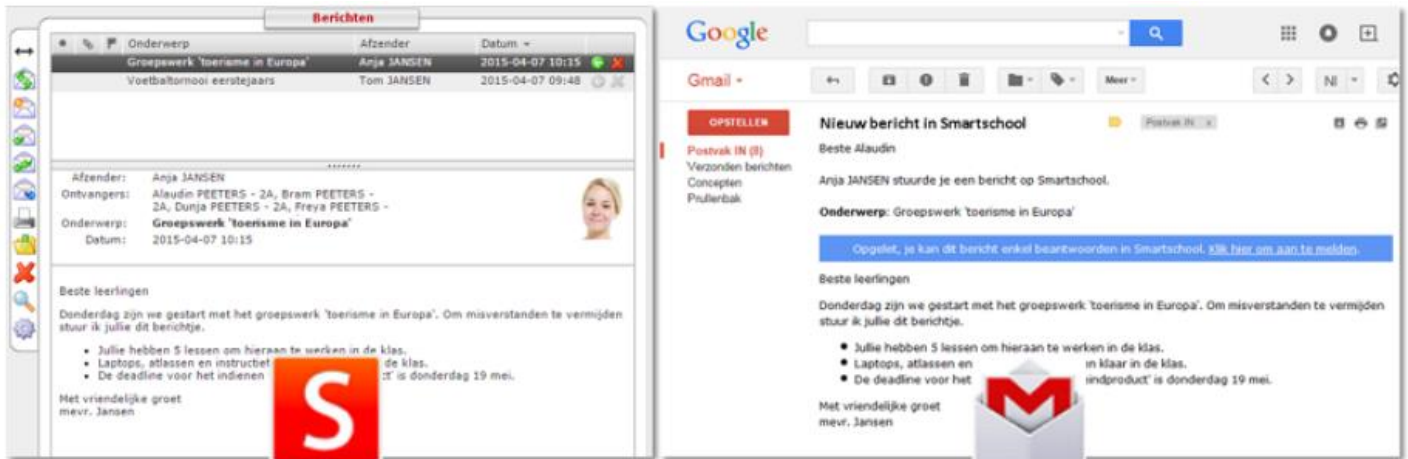 Berichten
Onderwerp Afzender Datum
Groepswerk 'toerisme in Europa' Anja JANSEN 2015-04-07 10:15
Voetbaltornooi eerstejaars Tom JANSEN 2015-04-07 09:48
Afzender: Anja JANSEN
Ontvangers: Alaudin PEETERS - 2A, Bram PEETERS -
2A, Dunja PEETERS - 2A, Freya PEETERS -
Onderwerp: Groepswerk 'toerisme in Europa'
Datum: 2015-04-07 10:15
Beste leerlingen
Donderdag zijn we gestart met het groepswerk 'toerisme in Europa'. Om misverstanden te vermijden
stuur ik jullie dit berichtje.
• Jullie hebben 5 lessen om hieraan te werken in de klas.
• Laptops, atlassen en instructief de klas.
• De deadline voor het indienen ' 't' is donderdag 19 mei.
Met vriendelijke groet
mevr. Jansen
S
Google
Gmail
Meer
NI
OPSTELLEN
Postvak IN (8)
Verzonden berichten
Concepten
Prullenbak
Nieuw bericht in Smartschool
Postvak IN x
Beste Alaudin
Anja JANSEN stuurde je een bericht op Smartschool.
Onderwerp: Groepswerk 'toerisme in Europa'
Opgelet, je kan dit bericht enkel beantwoorden in Smartschool. Klik hier om aan te melden.
Beste leerlingen
Donderdag zijn we gestart met het groepswerk 'toerisme in Europa'. Om misverstanden te vermijden
stuur ik jullie dit berichtje.
• Jullie hebben 5 lessen om hieraan te werken in de klas.
• Laptops, atlassen en n klaar in de klas.
• De deadline voor het indproduct' is donderdag 19 mei.
Met vriendelijke groet
mevr. Jansen